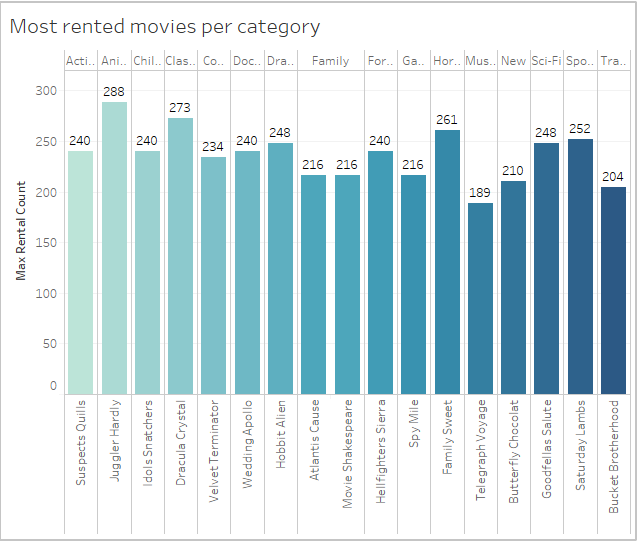 Most rented movies per category
Acti.. Ani.. Chil.. Clas.. Co.. Doc.. Dra.. Family For.. Ga.. Hor.. Mus.. New Sci-Fi Spo.. Tra..
Max Rental Count
300
250
200
150
100
50
0
240 288 240 273 234 240 248 216 216 240 216 261 189 210 248 252 204
Suspects Quills
Juggler Hardly
Idols Snatchers
Dracula Crystal
Velvet Terminator
Wedding Apollo
Hobbit Alien
Atlantis Cause
Movie Shakespeare
Hellfighters Sierra
Spy Mile
Family Sweet
Telegraph Voyage
Butterfly Chocolat
Goodfellas Salute
Saturday Lambs
Bucket Brotherhood